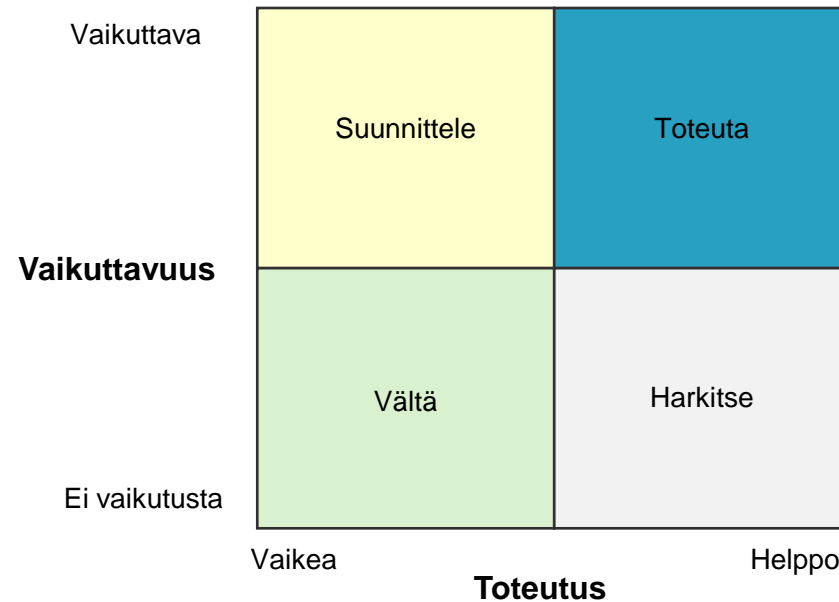 Vaikuttava
Suunnittele
Toteuta
Vaikuttavuus
Vältä
Harkitse
Ei vaikutusta
Vaikea
Helppo
Toteutus